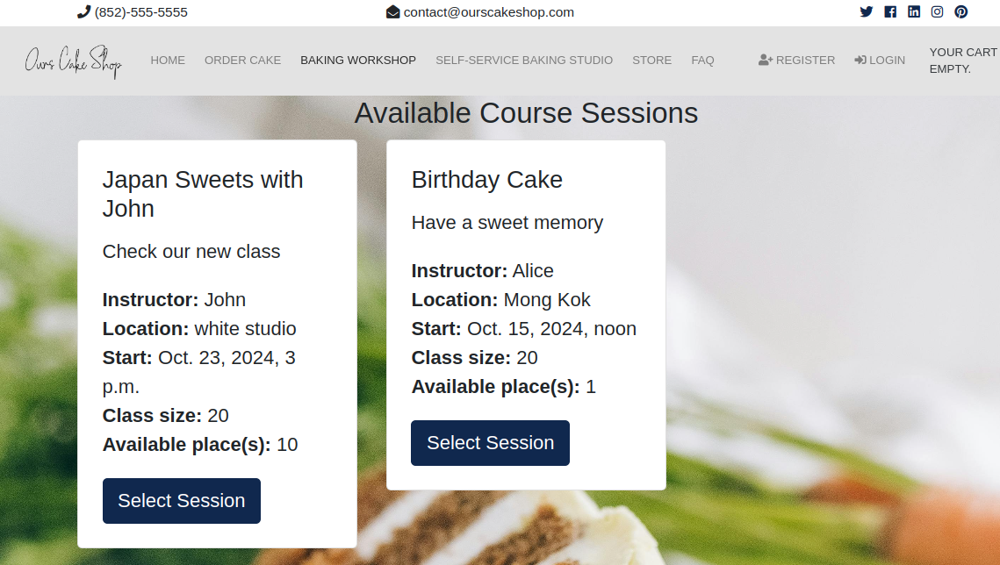 (852)-555-5555
contact@ourscakeshop.com
Ours Cake Shop
HOME
ORDER CAKE
BAKING WORKSHOP
SELF-SERVICE BAKING STUDIO
STORE
FAQ
REGISTER
LOGIN
YOUR CART
EMPTY.
Available Course Sessions
Japan Sweets with
John
Check our new class
Instructor: John
Location: white studio
Start: Oct. 23, 2024, 3
p.m.
Class size: 20
Available place(s): 10
Select Session
Birthday Cake
Have a sweet memory
Instructor: Alice
Location: Mong Kok
Start: Oct. 15, 2024, noon
Class size: 20
Available place(s): 1
Select Session